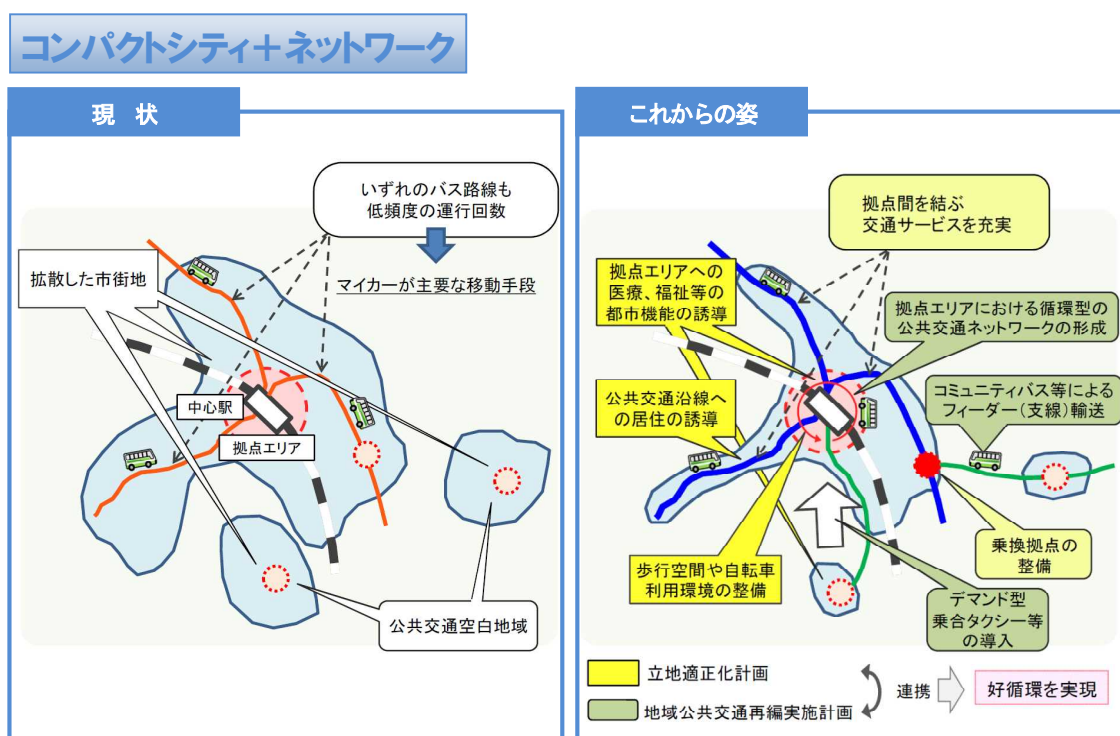 コンパクトシティ＋ネットワーク
現　状
いずれのバス路線も
低頻度の運行回数
マイカーが主要な移動手段
拡散した市街地
中心駅
拠点エリア
公共交通空白地域
これからの姿
拠点間を結ぶ
交通サービスを充実
拠点エリアへの
医療、福祉等の
都市機能の誘導
拠点エリアにおける循環型の
公共交通ネットワークの形成
公共交通沿線へ
の居住の誘導
コミュニティバス等による
フィーダー（支線）輸送
歩行空間や自転車
利用環境の整備
乗換拠点の
整備
デマンド型
乗合タクシー等
の導入
立地適正化計画
地域公共交通再編実施計画
連携
好循環を実現